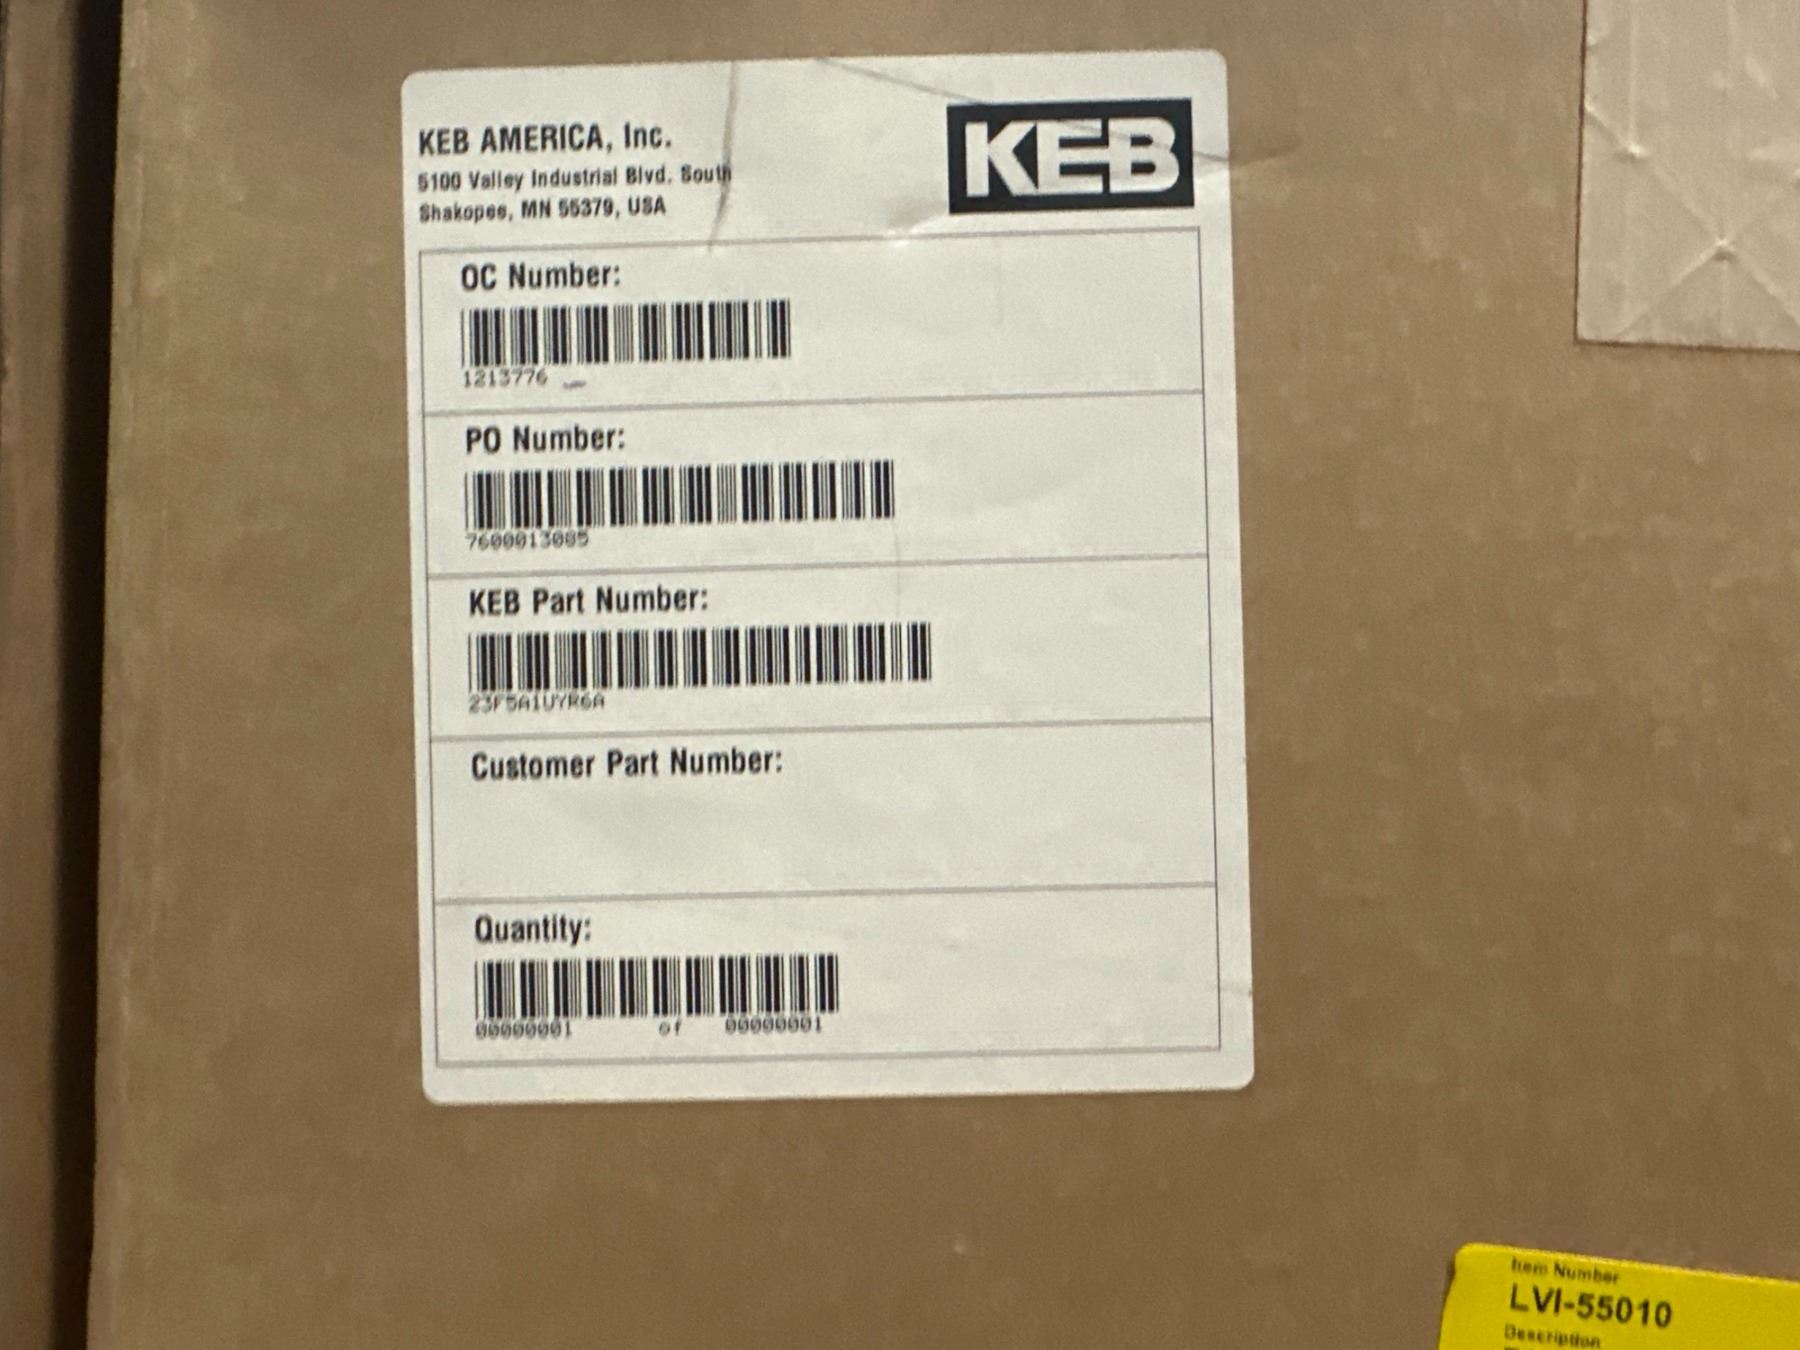 KEB AMERICA, Inc.
5100 Valley Industrial Blvd. South
Shakopee, MN 55379, USA
KEB
OC Number:
1213776
PO Number:
7600013085
KEB Part Number:
23F5A1UYR6A
Customer Part Number:
Quantity:
00000001 of 00000001
Item Number
LVI-55010
Description